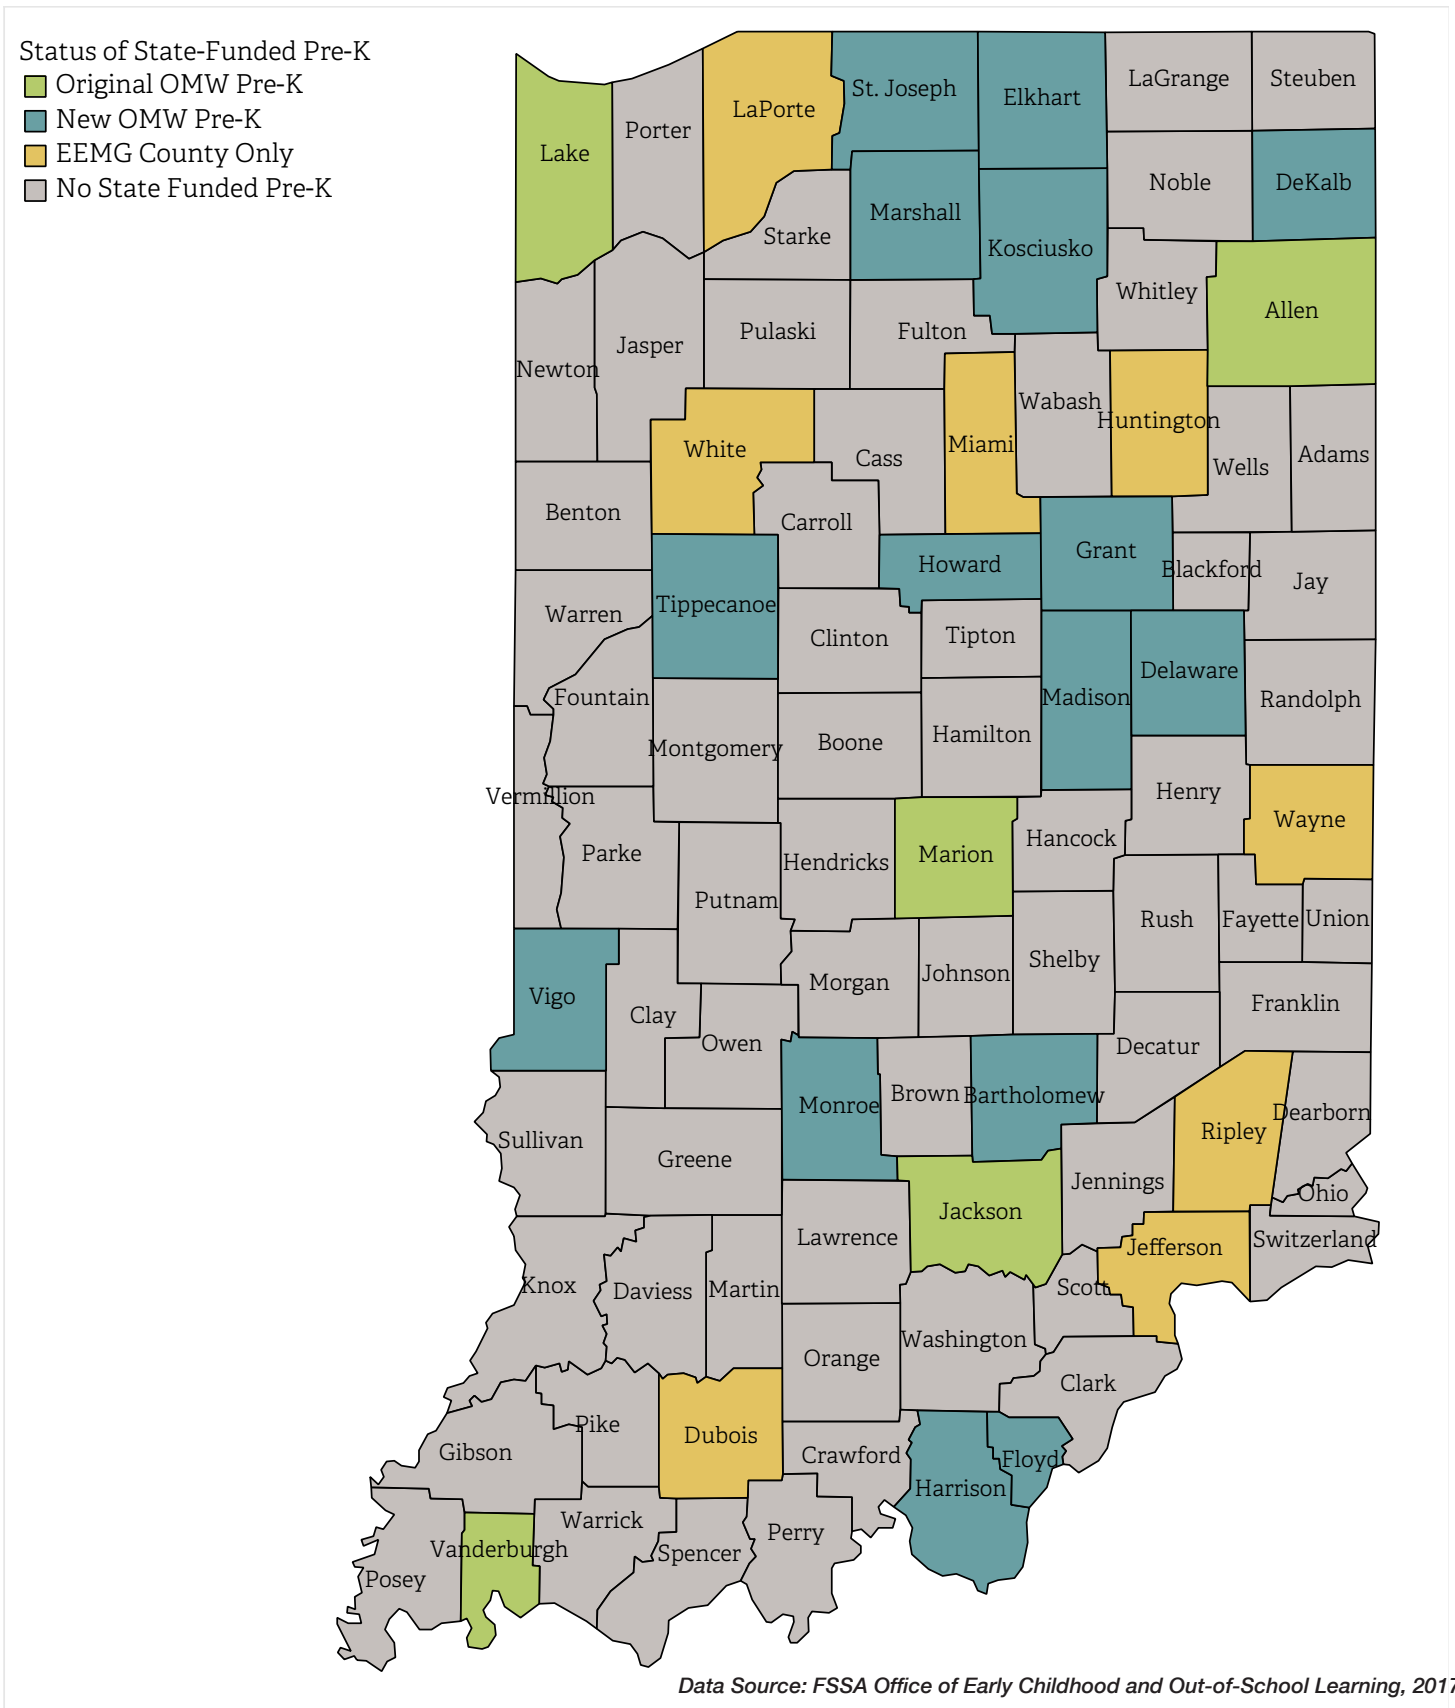 Status of State-Funded Pre-K
Original OMW Pre-K
New OMW Pre-K
EEMG County Only
No State Funded Pre-K
LaGrange
Steuben
St. Joseph
Elkhart
LaPorte
Porter
Lake
Noble
DeKalb
Marshall
Starke
Kosciusko
Whitley
Allen
Pulaski
Fulton
Jasper
Newton
Wabash
Huntington
Miami
White
Cass
Adams
Wells
Benton
Carroll
Grant
Howard
Blackford
Jay
Tippecanoe
Warren
Clinton
Tipton
Delaware
Madison
Randolph
Fountain
Hamilton
Boone
Montgomery
Henry
Vermillion
Wayne
Hancock
Parke
Marion
Hendricks
Putnam
Rush
Fayette
Union
Shelby
Johnson
Morgan
Vigo
Franklin
Clay
Owen
Decatur
Brown
Bartholomew
Monroe
Dearborn
Ripley
Sullivan
Greene
Jennings
Ohio
Jackson
Lawrence
Switzerland
Jefferson
Knox
Daviess
Martin
Scott
Washington
Orange
Clark
Pike
Dubois
Gibson
Crawford
Floyd
Harrison
Warrick
Perry
Vanderburgh
Spencer
Posey
Data Source: FSSA Office of Early Childhood and Out-of-School Learning, 2017